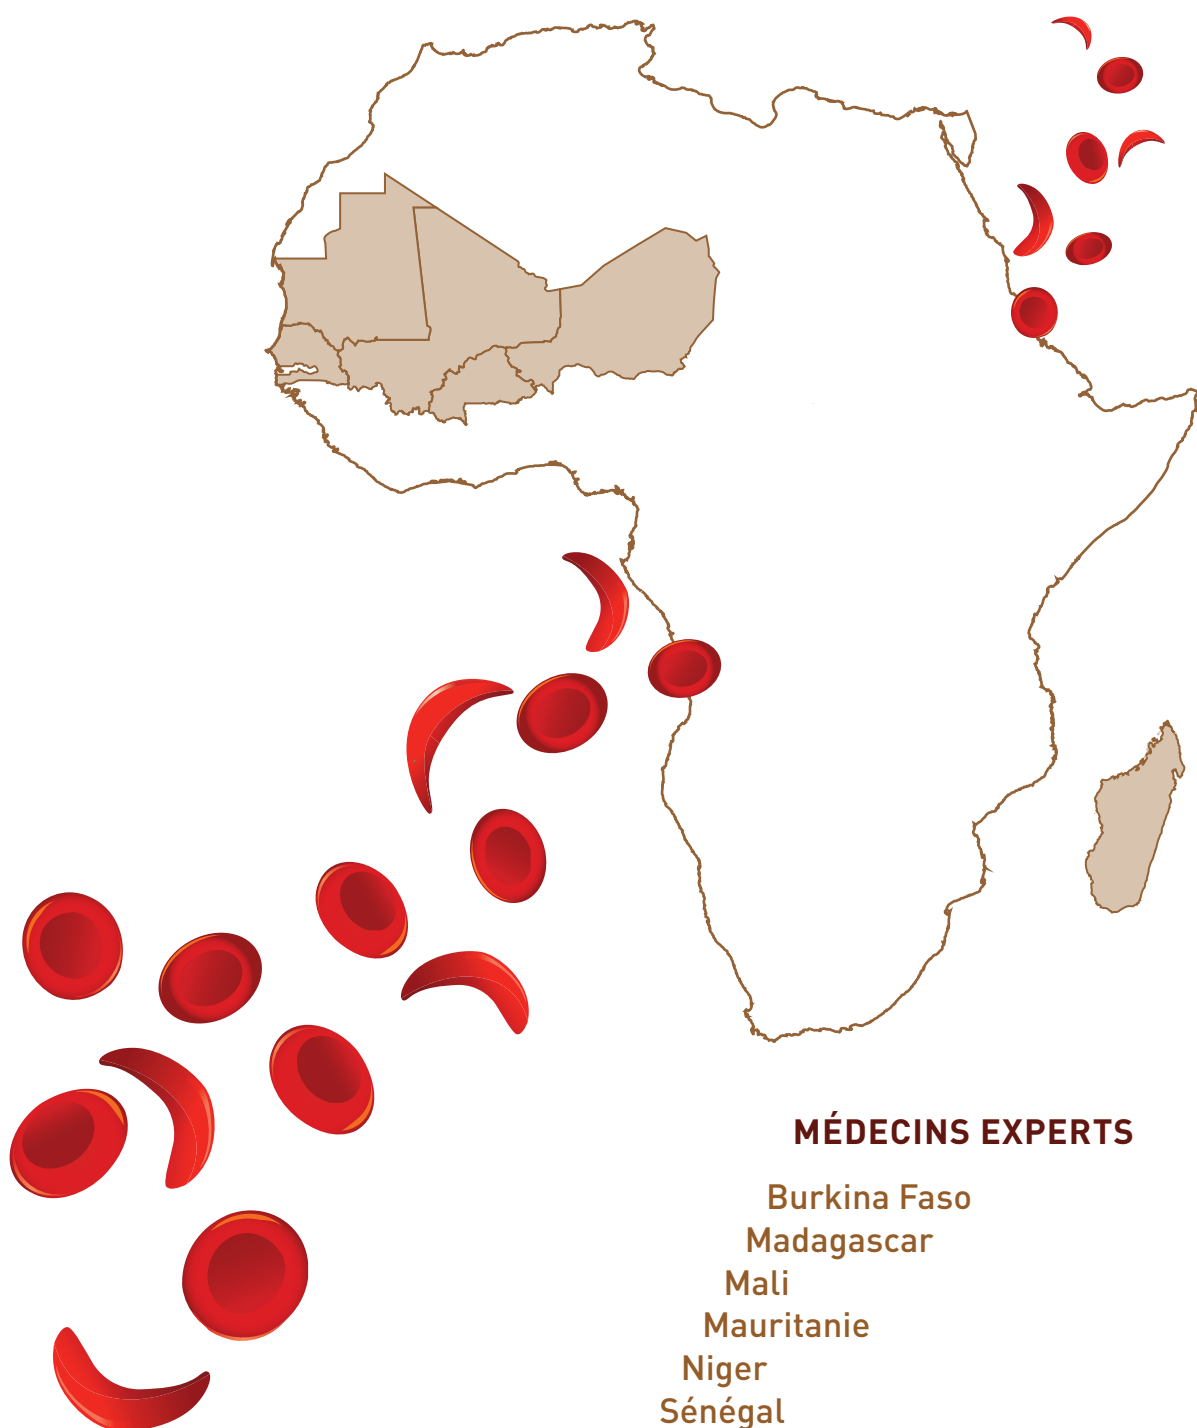 MÉDECINS EXPERTS
Burkina Faso
Madagascar
Mali
Mauritanie
Niger
Sénégal